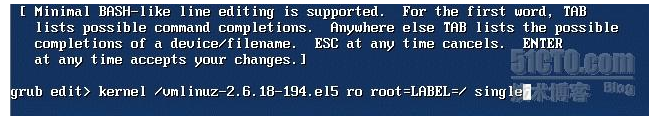 [ Minimal BASH-like line editing is supported.  For the first word, TAB
lists possible command completions.  Anywhere else TAB lists the possible
completions of a device/filename.  ESC at any time cancels.  ENTER
at any time accepts your changes.]
grub edit> kernel /vmlinuz-2.6.18-194.el5 ro root=LABEL=/ single
51CTO.com
技术博客 Blog